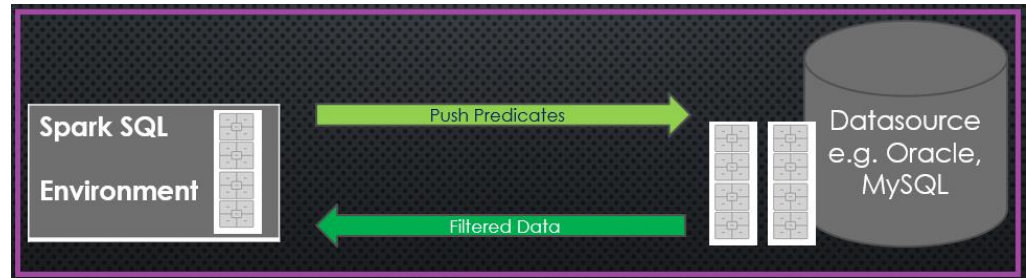 Spark SQL
Environment
Push Predicates
Filtered Data
Datasource
e.g. Oracle,
MySQL